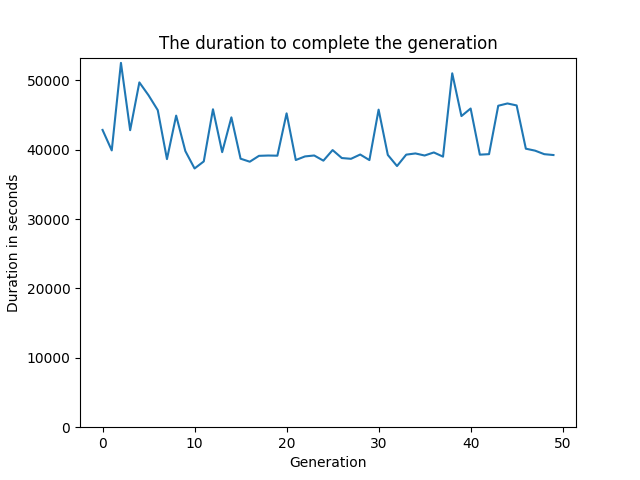 The duration to complete the generation
50000
40000
30000
20000
10000
0
Duration in seconds
0 10 20 30 40 50
Generation